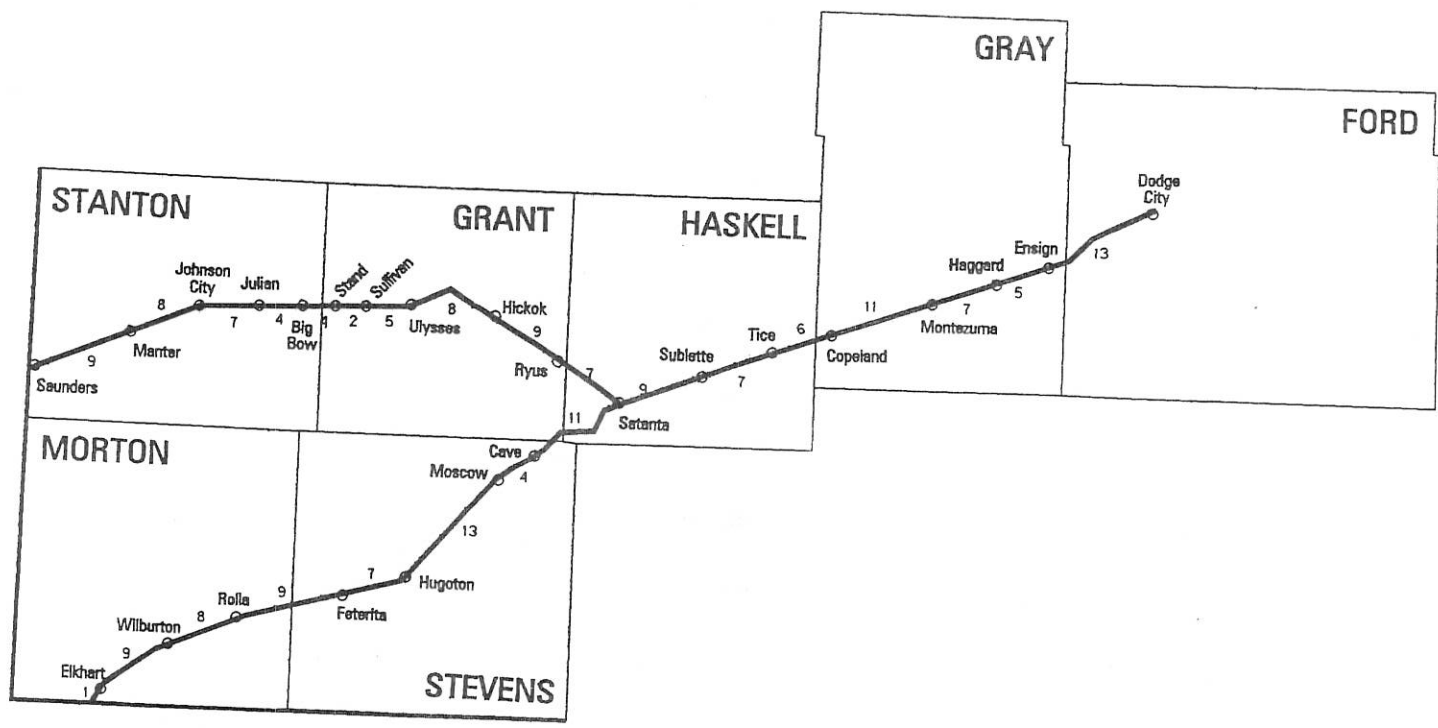 GRAY
FORD
Dodge
City
13
Ensign
Haggard
5
7
Montezuma
11
Copeland
6
Tice
7
Sublette
9
Satanta
HASKELL
STANTON
GRANT
Johnson
City
Julian
Stand
Sullivan
8
7
4
Big
Bow
4
2
5
Ulysses
8
Hickok
9
Ryus
7
Manter
9
Saunders
11
MORTON
Cave
Moscow
4
13
Hugoton
7
Feterita
9
Rolla
8
Wilburton
9
Elkhart
1
STEVENS